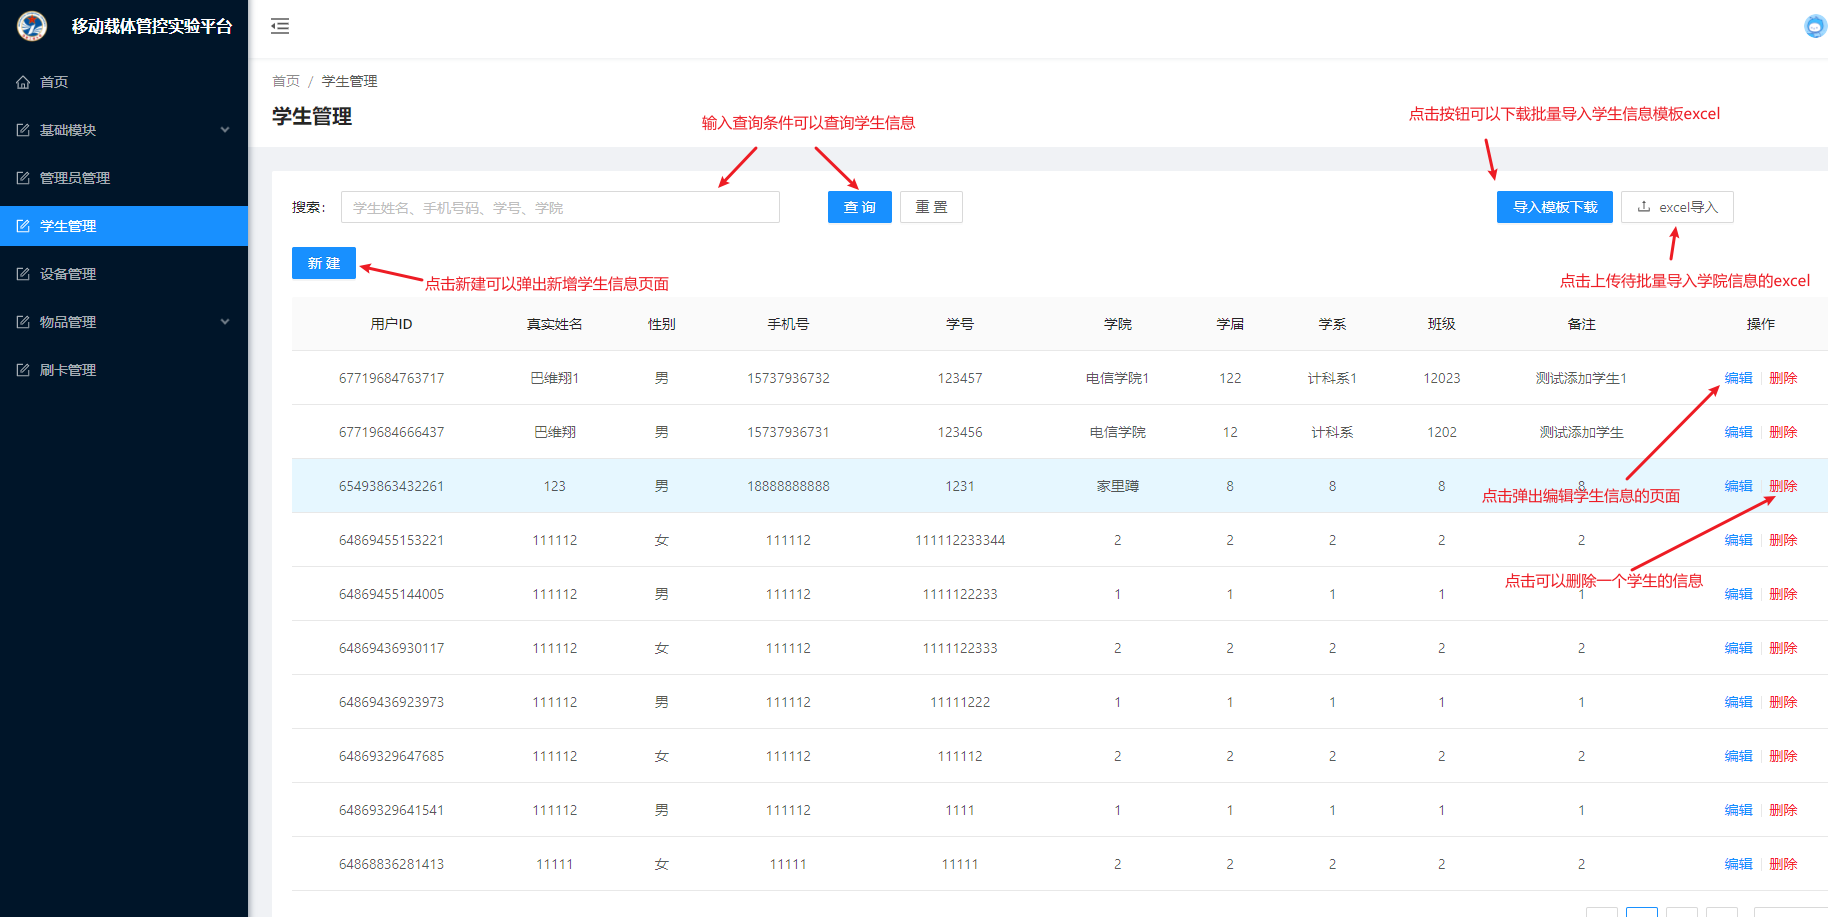 移动载体管控实验平台
首页
基础模块
管理员管理
学生管理
设备管理
物品管理
刷卡管理
首页 / 学生管理
学生管理
输入查询条件可以查询学生信息
点击按钮可以下载批量导入学生信息模板excel
搜索: 学生姓名、手机号码、学号、学院 查 询 重 置 导入模板下载 excel导入
新 建
点击新建可以弹出新增学生信息页面
点击上传待批量导入学院信息的excel
用户ID 真实姓名 性别 手机号 学号 学院 学届 学系 班级 备注 操作
67719684763717 巴维翔1 男 15737936732 123457 电信学院1 122 计科系1 12023 测试添加学生1 编辑 删除
67719684666437 巴维翔 男 15737936731 123456 电信学院 12 计科系 1202 测试添加学生 编辑 删除
65493863432261 123 男 18888888888 1231 家里蹲 8 8 8 8 编辑 删除
点击弹出编辑学生信息的页面
64869455153221 111112 女 111112 111112233344 2 2 2 2 2 编辑 删除
点击可以删除一个学生的信息
64869455144005 111112 男 111112 1111122233 1 1 1 1 1 编辑 删除
64869436930117 111112 女 111112 1111122333 2 2 2 2 2 编辑 删除
64869436923973 111112 男 111112 11111222 1 1 1 1 1 编辑 删除
64869329647685 111112 女 111112 111112 2 2 2 2 2 编辑 删除
64869329641541 111112 男 111112 1111 1 1 1 1 1 编辑 删除
64868836281413 11111 女 11111 11111 2 2 2 2 2 编辑 删除